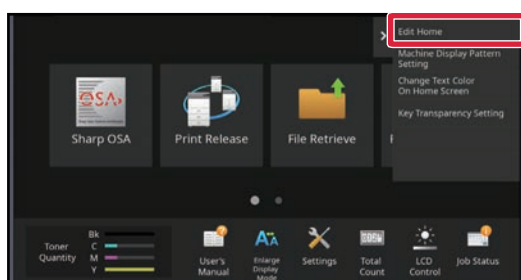 Edit Home
Machine Display Pattern
Setting
Change Text Color
On Home Screen
Key Transparency Setting
OSA
Sharp OSA
Print Release
File Retrieve
Toner
Quantity
Bk
C
M
Y
User's
Manual
Enlarge
Display
Mode
Settings
Total
Count
LCD
Control
Job Status